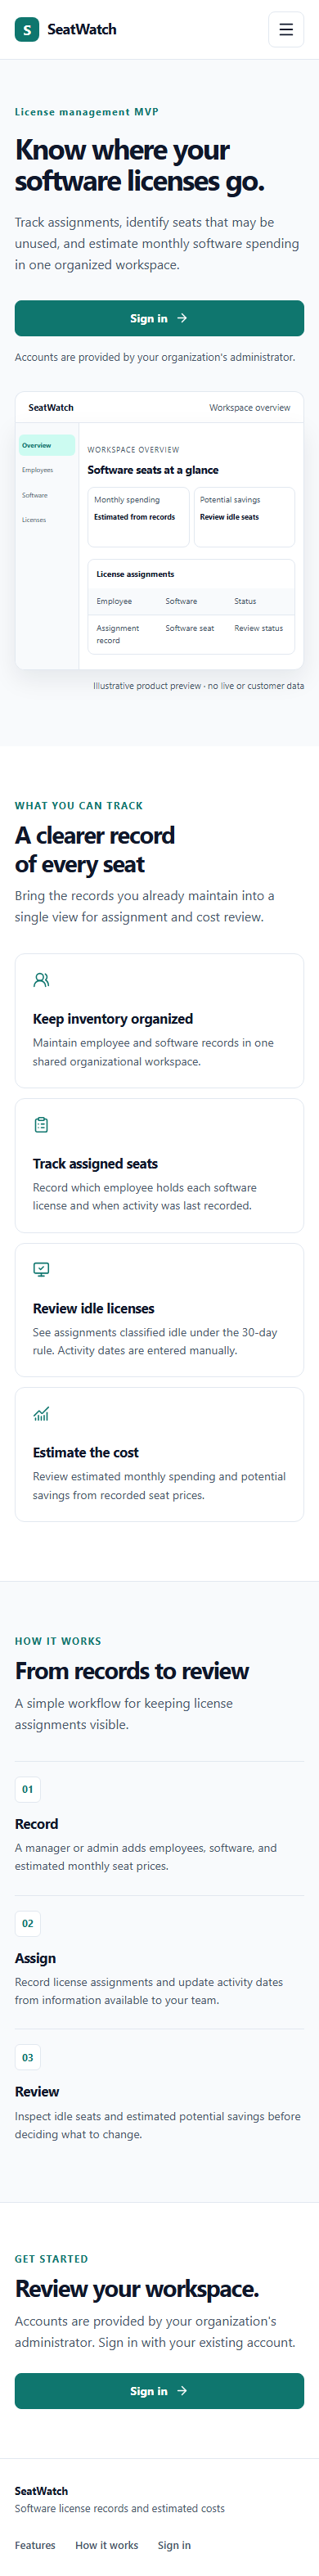 S SeatWatch
License management MVP
Know where your
software licenses go.
Track assignments, identify seats that may be
unused, and estimate monthly software spending
in one organized workspace.
Sign in →
Accounts are provided by your organization's administrator.
SeatWatch Workspace overview
Overview
Employees
Software
Licenses
WORKSPACE OVERVIEW
Software seats at a glance
Monthly spending
Estimated from records
Potential savings
Review idle seats
License assignments
Employee Software Status
Assignment Software seat Review status
record
Illustrative product preview · no live or customer data
WHAT YOU CAN TRACK
A clearer record
of every seat
Bring the records you already maintain into a
single view for assignment and cost review.
Keep inventory organized
Maintain employee and software records in one
shared organizational workspace.
Track assigned seats
Record which employee holds each software
license and when activity was last recorded.
Review idle licenses
See assignments classified idle under the 30-day
rule. Activity dates are entered manually.
Estimate the cost
Review estimated monthly spending and potential
savings from recorded seat prices.
HOW IT WORKS
From records to review
A simple workflow for keeping license
assignments visible.
01
Record
A manager or admin adds employees, software, and
estimated monthly seat prices.
02
Assign
Record license assignments and update activity dates
from information available to your team.
03
Review
Inspect idle seats and estimated potential savings before
deciding what to change.
GET STARTED
Review your workspace.
Accounts are provided by your organization's
administrator. Sign in with your existing account.
Sign in →
SeatWatch
Software license records and estimated costs
Features How it works Sign in